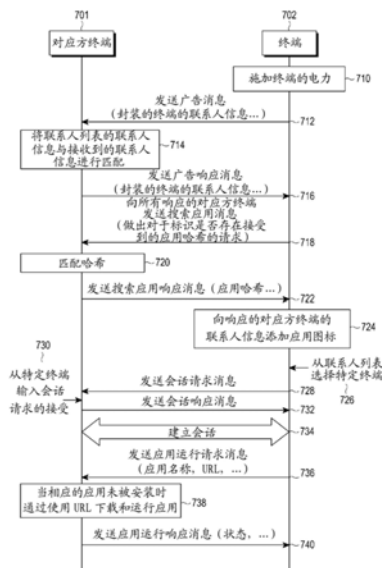 701
702
对应方终端
终端
施加终端的电力
710
发送广告消息
(封装的终端的联系人信息...)
712
将联系人列表的联系人
信息与接收到的联系人
信息进行匹配
714
发送广告响应消息
(封装的终端的联系人信息...)
716
向所有响应的对应方终端
发送搜索应用消息
(做出对于标识是否存在接受
到的应用哈希的请求)
718
匹配哈希
720
发送搜索应用响应消息(应用哈希...)
722
向响应的对应方终端的
联系人信息添加应用图标
724
730
从特定终端
输入会话
请求的接受
从联系人列表
选择特定终端
726
发送会话请求消息
728
发送会话响应消息
732
建立会话
734
发送应用运行请求消息
(应用名称, URL, ...)
736
当相应的应用未被安装时
通过使用 URL 下载和运行应用
738
发送应用运行响应消息(状态,...)
740